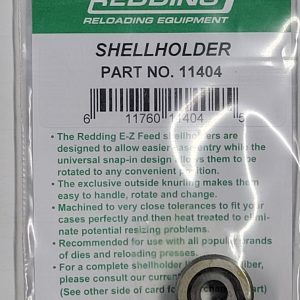 REDDING
RELOADING EQUIPMENT
SHELLHOLDER
PART NO. 11404
6 11760 11404 5
• The Redding E-Z Feed shellholders are
designed to allow easier case entry while the
universal snap-in design allows them to be
rotated to any convenient position.
• The exclusive outside knurling makes them
easy to handle, rotate and change.
• Machined to very close tolerances to fit your
cases perfectly and then heat treated to elimi-
nate potential resizing problems.
• Recommended for use with all popular brands
of dies and reloading presses.
• For a complete shellholder
please consult our current
(See other side of card for